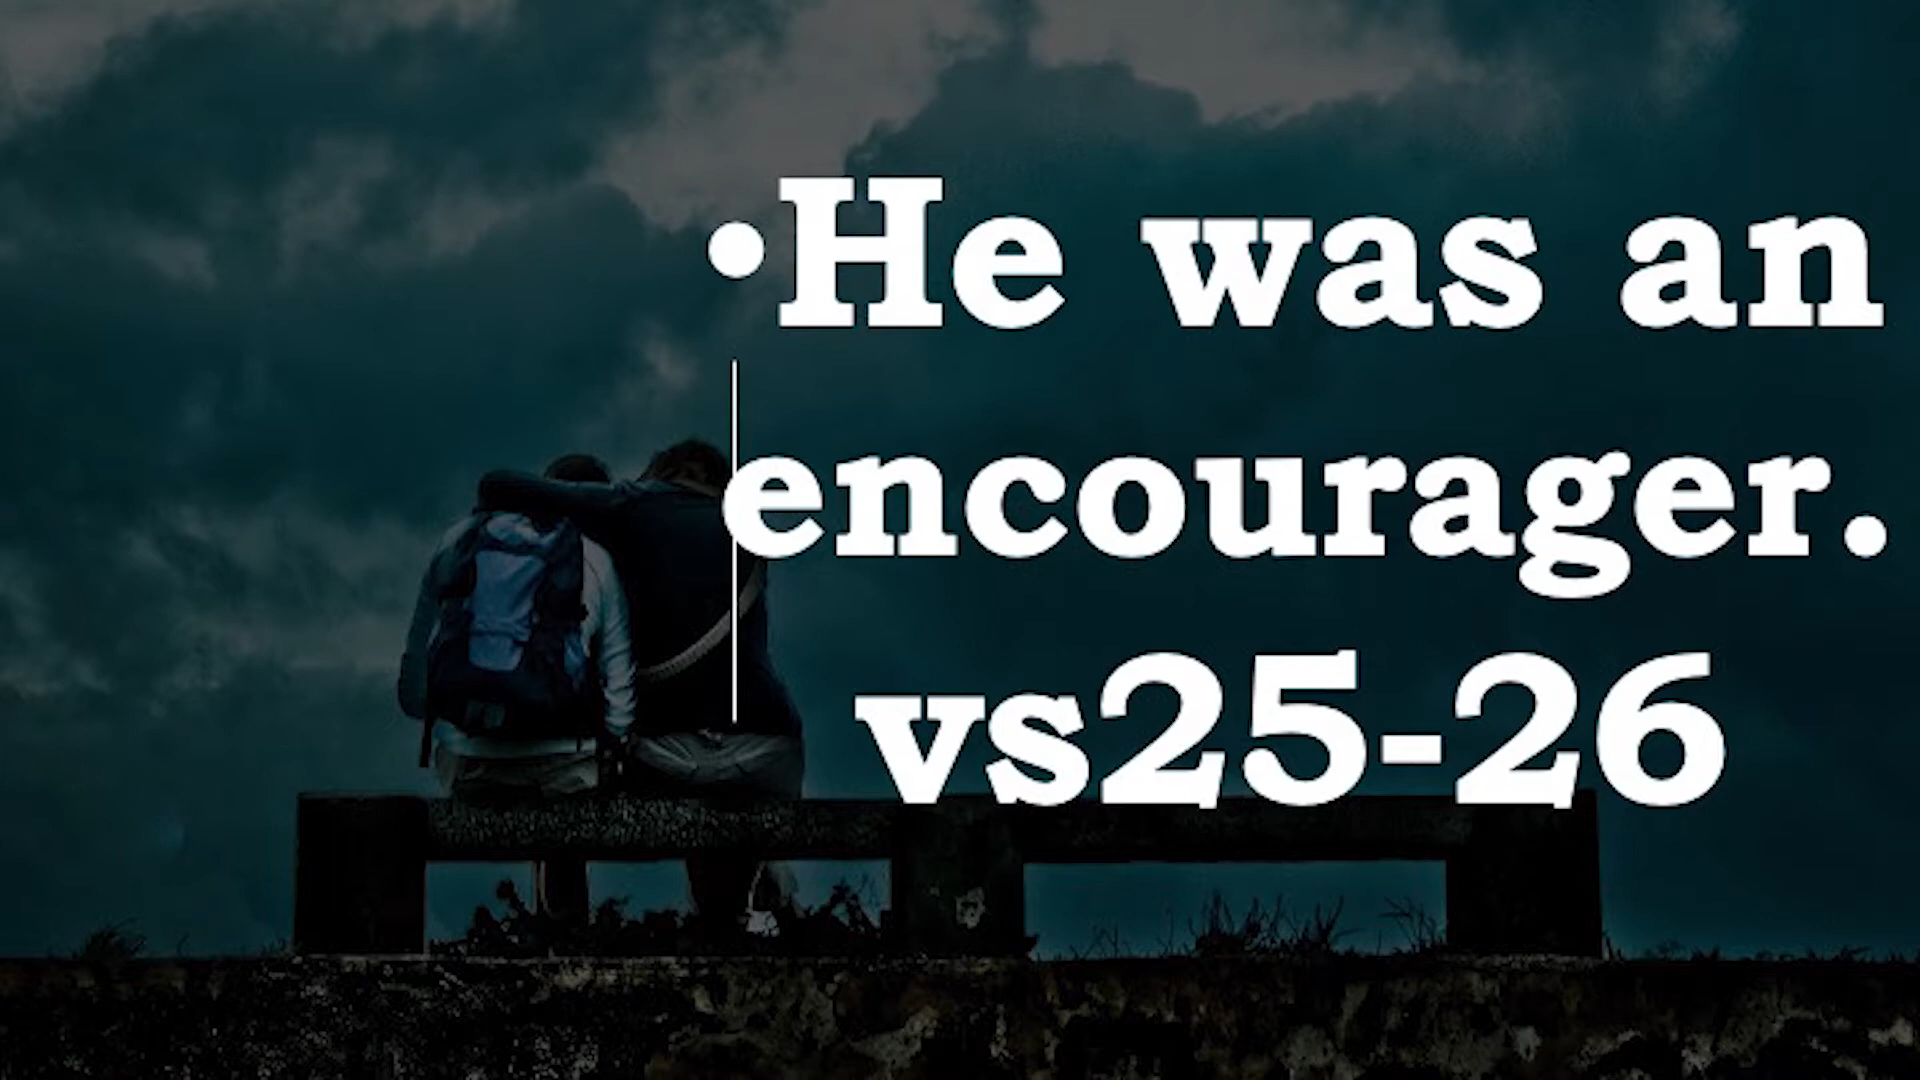 •He was an
encourager.
vs25-26